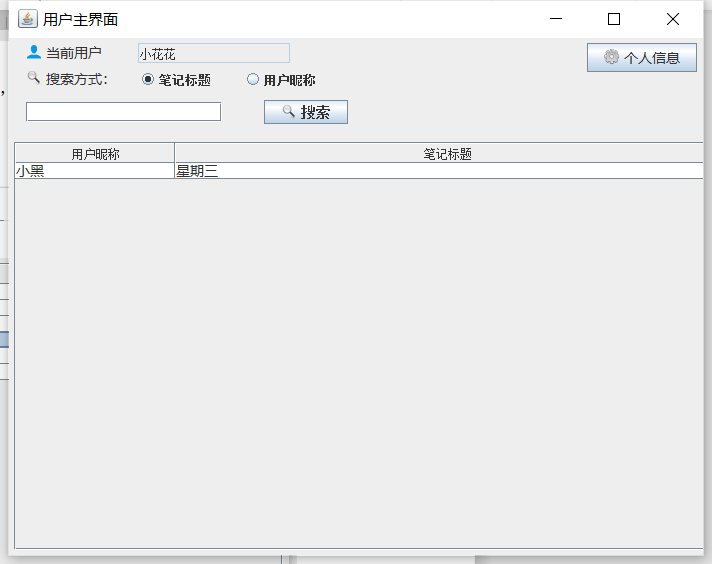 用户主界面
当前用户 小花花 个人信息
搜索方式： 笔记标题 用户昵称
搜索
用户昵称 笔记标题
小黑 星期三